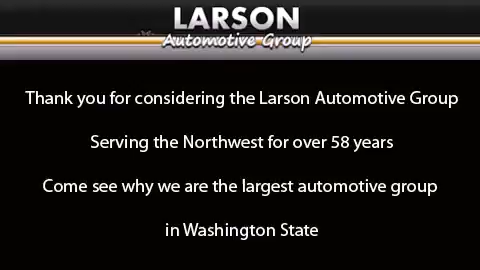 LARSON
Automotive Group
Thank you for considering the Larson Automotive Group
Serving the Northwest for over 58 years
Come see why we are the largest automotive group
in Washington State